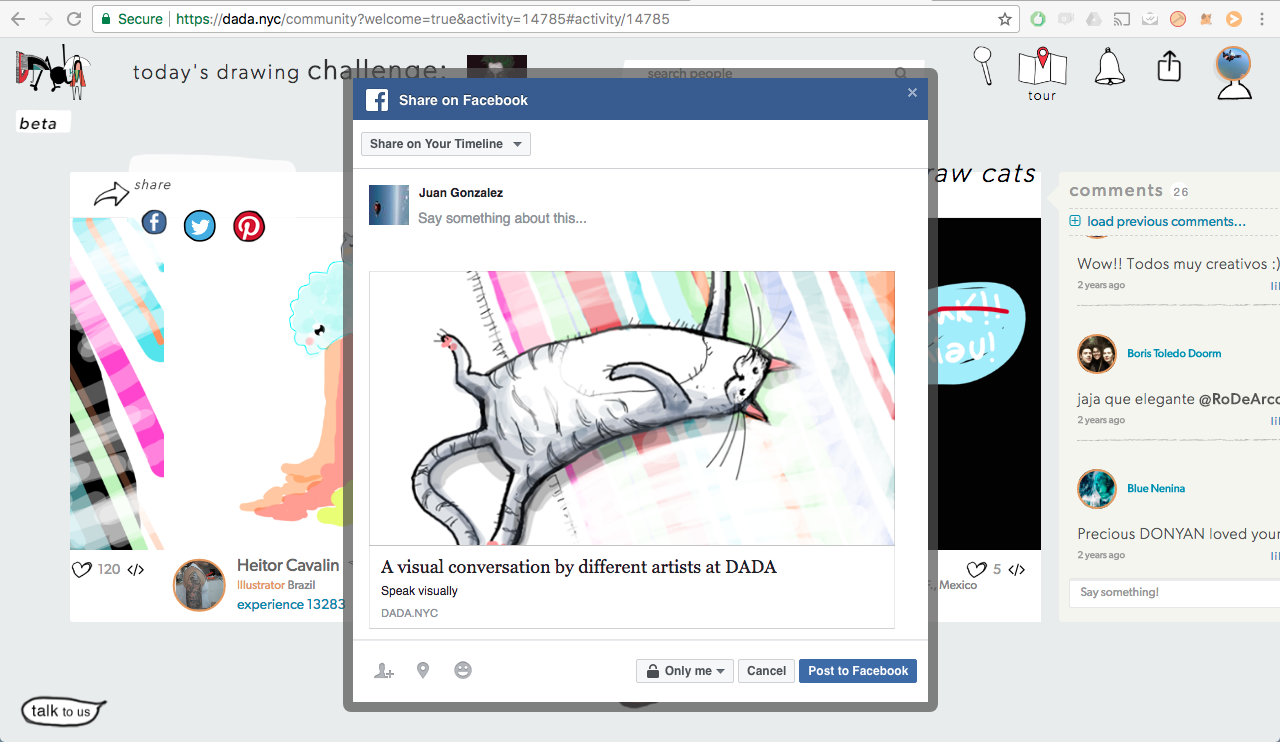 Secure
https://dada.nyc/community?welcome=true&activity=14785#activity/14785
today's drawing challenge:
search people
tour
beta
share
raw cats
Share on Facebook
Share on Your Timeline
Juan Gonzalez
Say something about this...
A visual conversation by different artists at DADA
Speak visually
DADA.NYC
Only me
Cancel
Post to Facebook
120 </>
Heitor Cavalin
Illustrator Brazil
experience 13283
5 </>
F., Mexico
comments 26
load previous comments...
Wow!! Todos muy creativos :)
2 years ago
Boris Toledo Doorm
jaja que elegante @RoDeArco
2 years ago
Blue Nenina
Precious DONYAN loved your
2 years ago
Say something!
talk to us